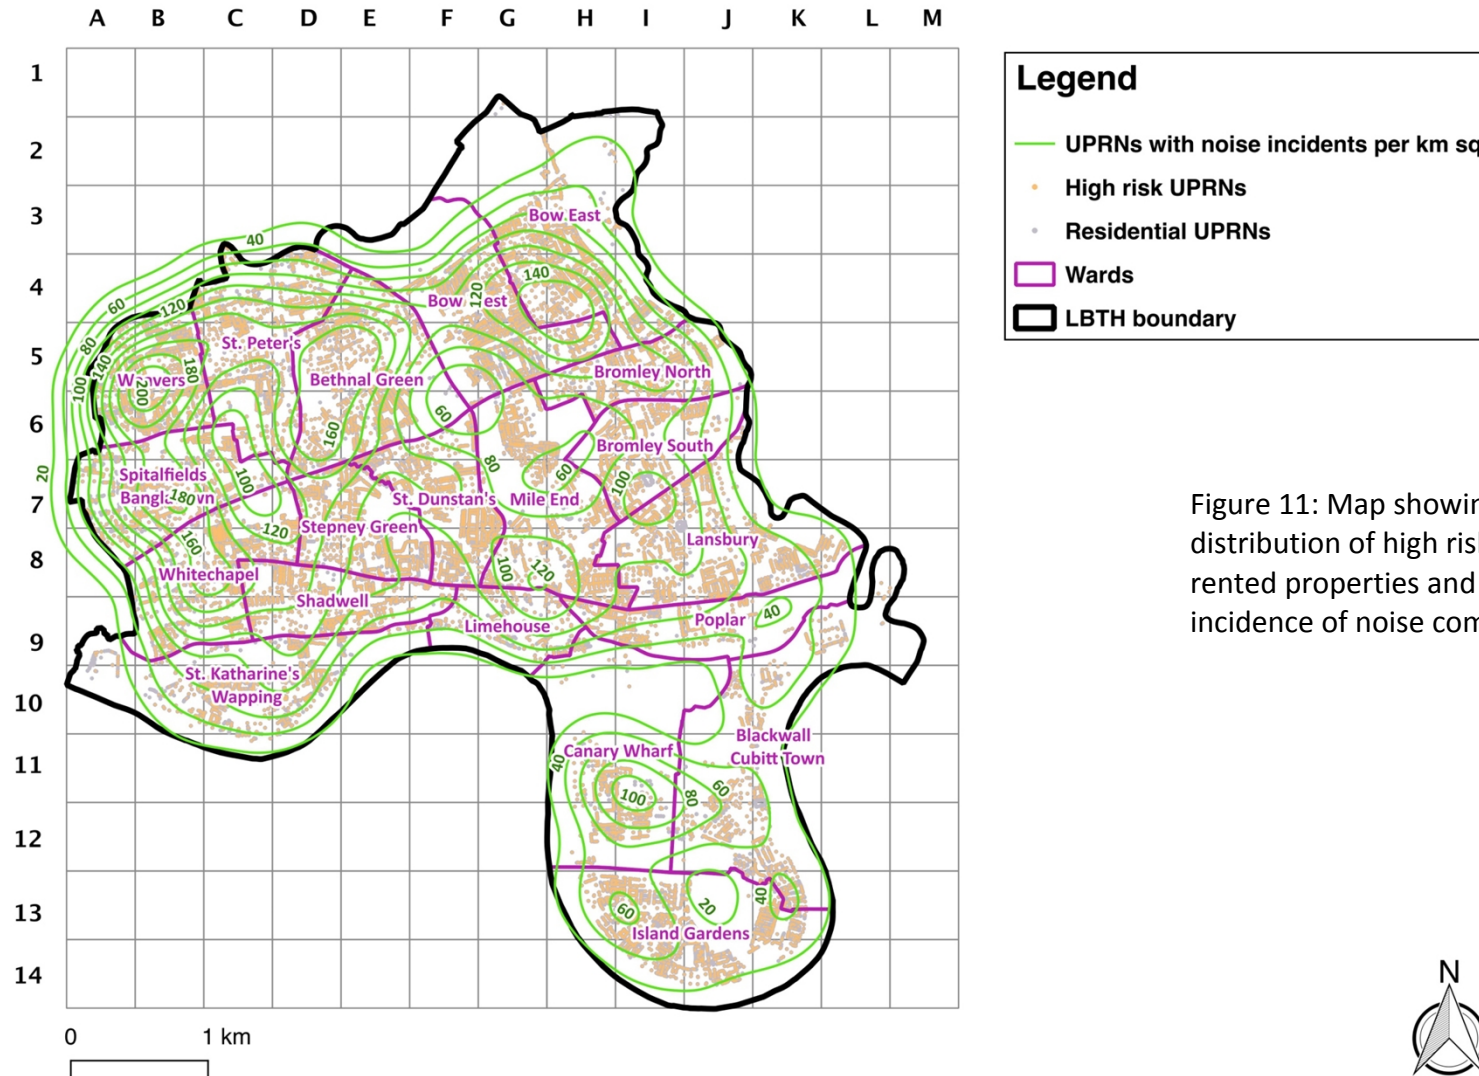 A B C D E F G H I J K L M
1
2
3
4
5
6
7
8
9
10
11
12
13
14
Legend
UPRNs with noise incidents per km sq
High risk UPRNs
Residential UPRNs
Wards
LBTH boundary
Bow East
40
140
120
60
120
St. Peter's
80
140
180
100
200
Bethnal Green
Bromley North
60
160
Bromley South
80
60
100
20
Spitalfields
180
100
St. Dunstan's
Mile End
120
Stepney Green
Lansbury
160
Whitechapel
100
120
Shadwell
Limehouse
Poplar
40
St. Katharine's
Wapping
Canary Wharf
Blackwall
Cubitt Town
40
100
80
60
60
20
40
Island Gardens
Figure 11: Map showin
distribution of high ris
rented properties and
incidence of noise com
0 1 km
N